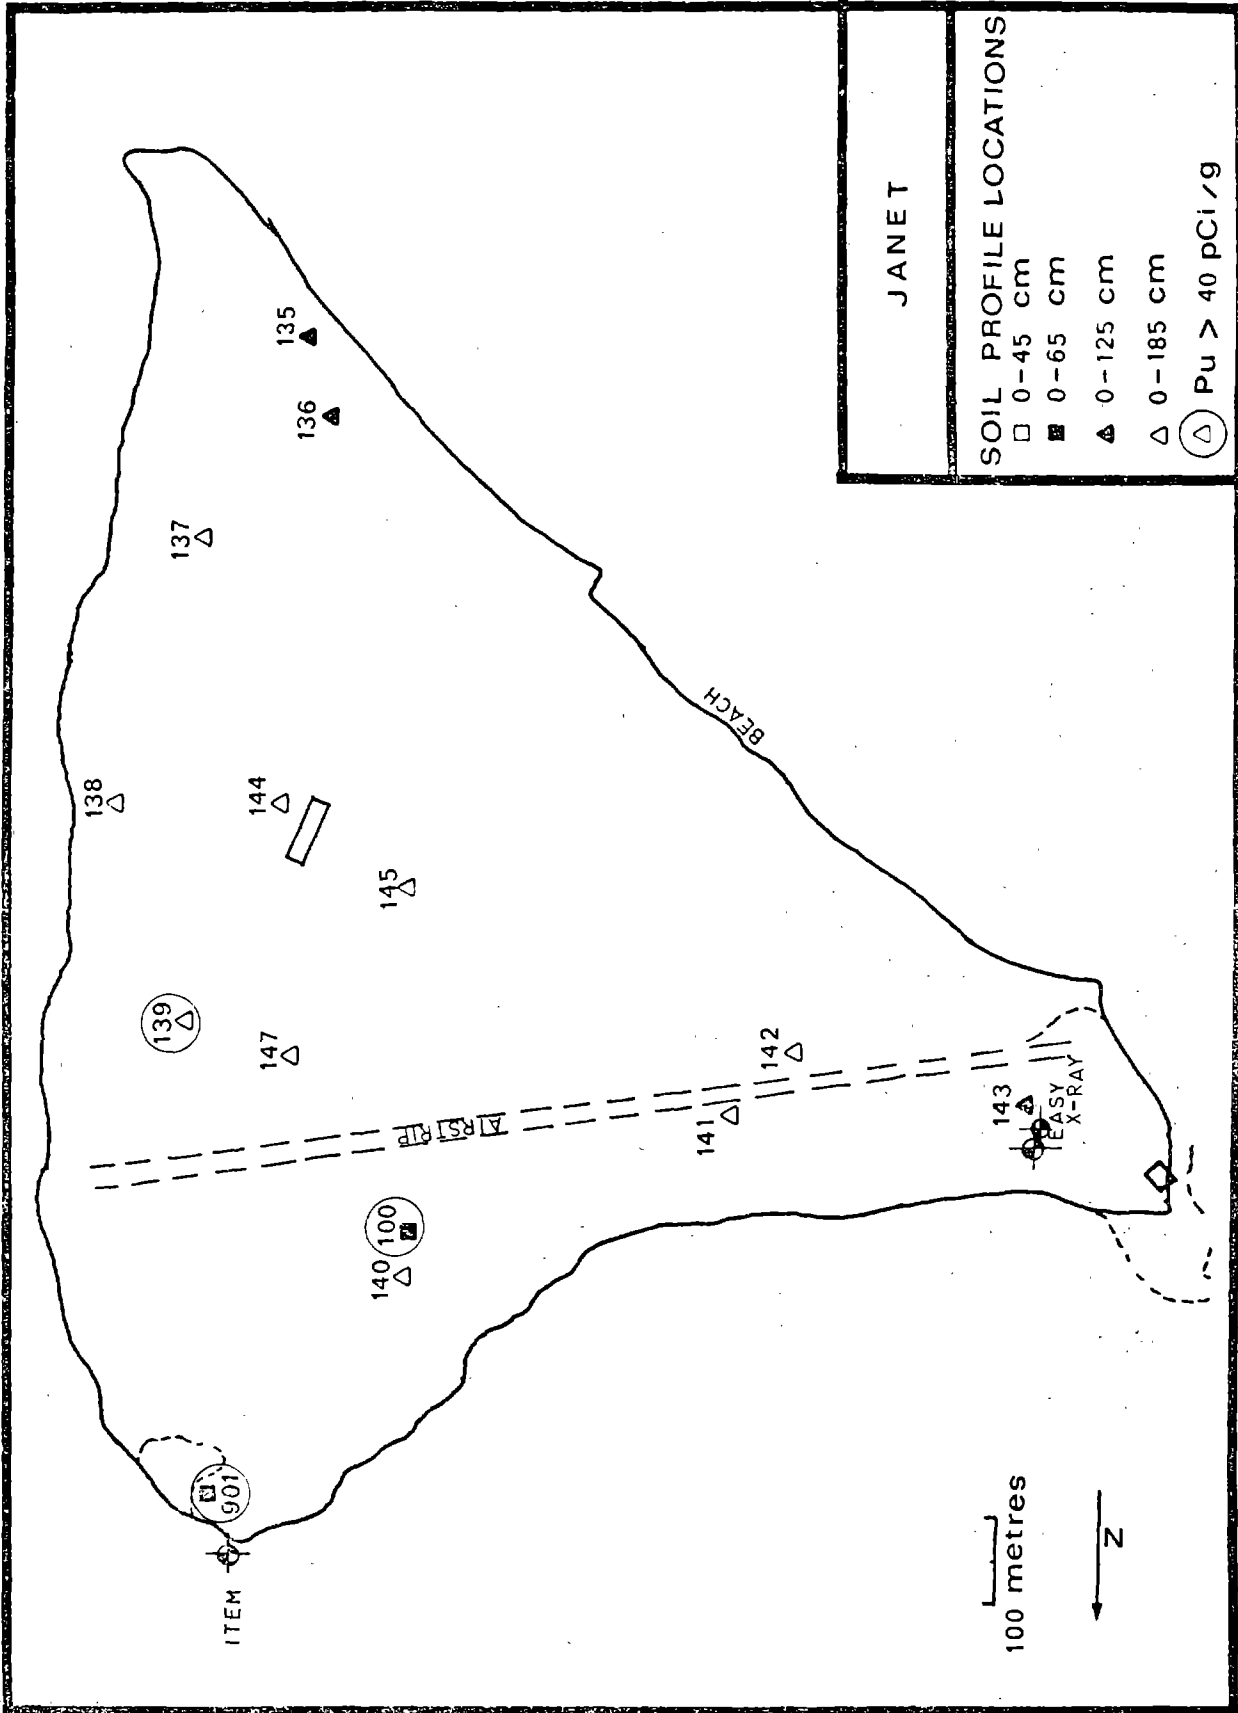 JANET
SOIL PROFILE LOCATIONS
0-45 cm
0-65 cm
0-125 cm
0-185 cm
Pu > 40 pCi/g
135
136
137
138
144
145
139
147
AIRSTRIP
142
141
143
EASY
X-RAY
100
140
901
ITEM
BEACH
100 metres
N